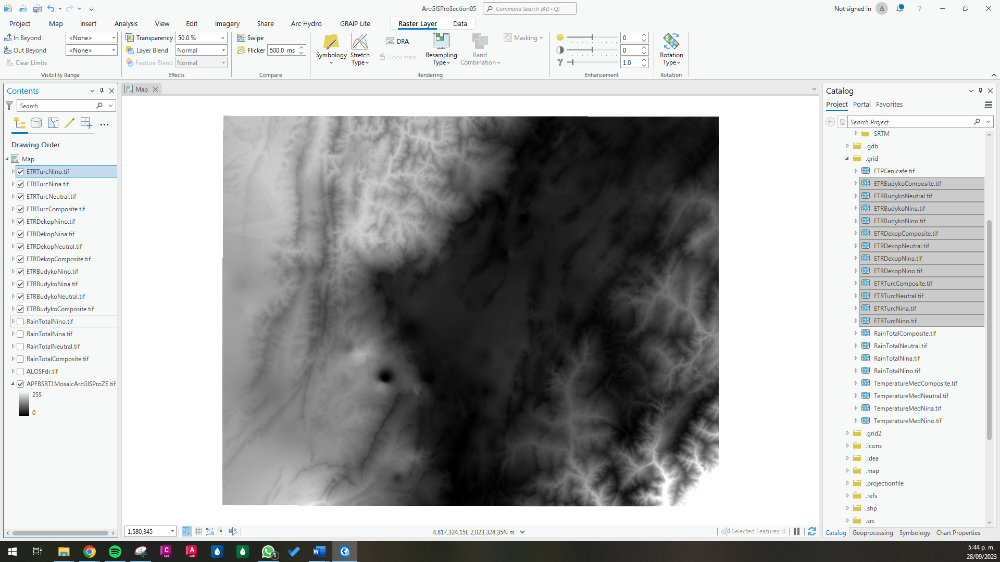 ArcGISProSection05
Command Search (Alt+Q)
Not signed in
?
Project
Map
Insert
Analysis
View
Edit
Imagery
Share
Arc Hydro
GRAIP Lite
Raster Layer
Data
In Beyond
<None>
Out Beyond
<None>
Clear Limits
Visibility Range
Transparency
50.0 %
Layer Blend
Normal
Feature Blend
Normal
Effects
Swipe
Flicker
500.0 ms
Compare
Symbology
Stretch
Type
DRA
Lock stats
Resampling
Type
Band
Combination
Masking
Rendering
0
0
γ
1.0
Enhancement
Rotation
Type
Rotation
Contents
Search
Drawing Order
Map
ETRTurcNino.tif
ETRTurcNina.tif
ETRTurcNeutral.tif
ETRTurcComposite.tif
ETRDekopNino.tif
ETRDekopNina.tif
ETRDekopNeutral.tif
ETRDekopComposite.tif
ETRBudykoNino.tif
ETRBudykoNina.tif
ETRBudykoNeutral.tif
ETRBudykoComposite.tif
RainTotalNino.tif
RainTotalNina.tif
RainTotalNeutral.tif
RainTotalComposite.tif
ALOSFdr.tif
APFBSRT1MosaicArcGISProZE.tif
255
0
Map
1:580,345
4,817,324.15E 2,023,328.35N m
Selected Features: 0
Catalog
Project
Portal
Favorites
Search Project
SRTM
.gdb
.grid
ETPCenicafe.tif
ETRBudykoComposite.tif
ETRBudykoNeutral.tif
ETRBudykoNina.tif
ETRBudykoNino.tif
ETRDekopComposite.tif
ETRDekopNeutral.tif
ETRDekopNina.tif
ETRDekopNino.tif
ETRTurcComposite.tif
ETRTurcNeutral.tif
ETRTurcNina.tif
ETRTurcNino.tif
RainTotalComposite.tif
RainTotalNeutral.tif
RainTotalNina.tif
RainTotalNino.tif
TemperatureMedComposite.tif
TemperatureMedNeutral.tif
TemperatureMedNina.tif
TemperatureMedNino.tif
.grid2
.icons
.idea
.map
.projectionfile
.refs
.shp
.src
Catalog
Geoprocessing
Symbology
Chart Properties
C
C3D
A
CAD
1
W
5:44 p. m.
28/09/2023